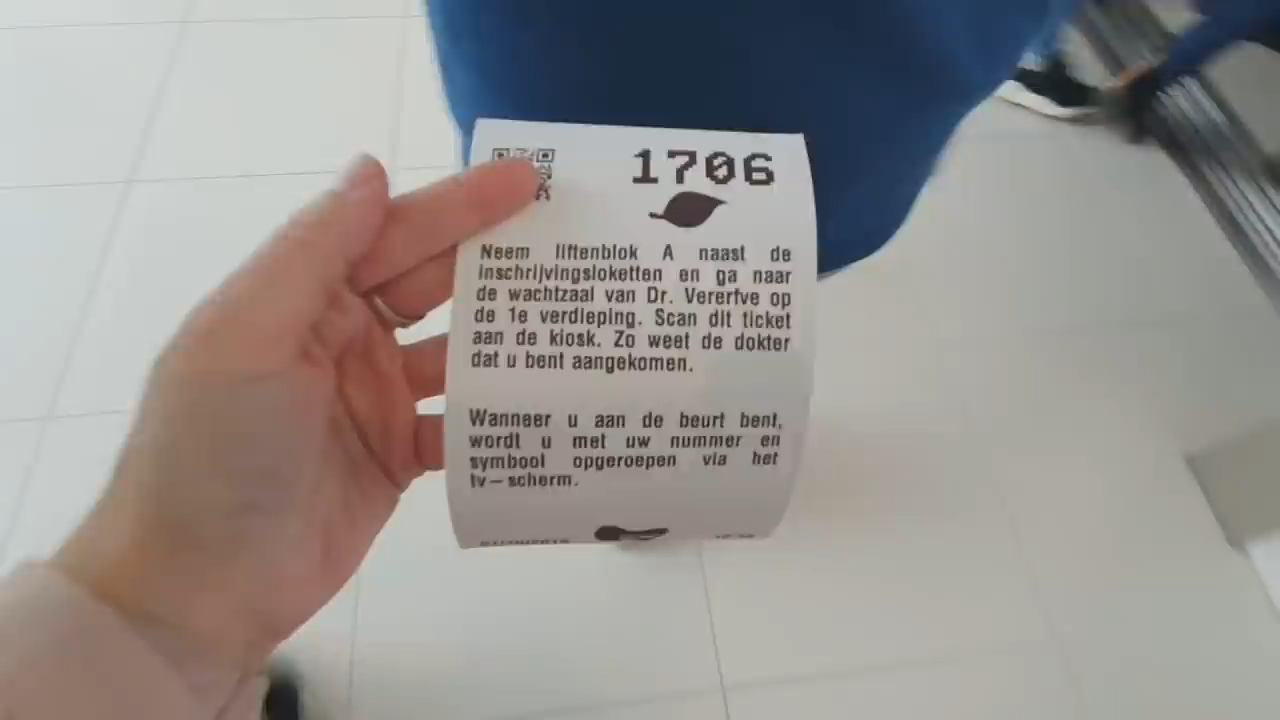 1706
Neem liftenblok A naast de
inschrijvingsloketten en ga naar
de wachtzaal van Dr. Vererfve op
de 1e verdieping. Scan dit ticket
aan de kiosk. Zo weet de dokter
dat u bent aangekomen.
Wanneer u aan de beurt bent,
wordt u met uw nummer en
symbool opgeroepen via het
tv-scherm.